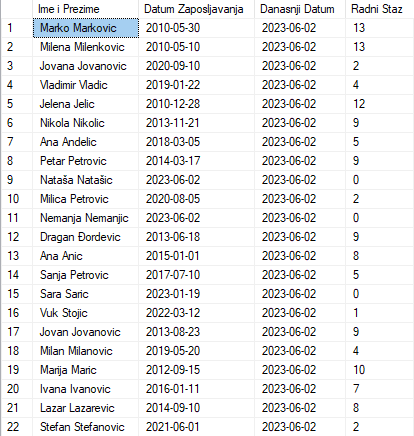 Ime i Prezime Datum Zaposljavanja Danasnji Datum Radni Staz
1 Marko Markovic 2010-05-30 2023-06-02 13
2 Milena Milenkovic 2010-05-10 2023-06-02 13
3 Jovana Jovanovic 2020-09-10 2023-06-02 2
4 Vladimir Vladic 2019-01-22 2023-06-02 4
5 Jelena Jelic 2010-12-28 2023-06-02 12
6 Nikola Nikolic 2013-11-21 2023-06-02 9
7 Ana Andelic 2018-03-05 2023-06-02 5
8 Petar Petrovic 2014-03-17 2023-06-02 9
9 Nataša Natašic 2023-06-02 2023-06-02 0
10 Milica Petrovic 2020-08-05 2023-06-02 2
11 Nemanja Nemanjic 2023-06-02 2023-06-02 0
12 Dragan Đordevic 2013-06-18 2023-06-02 9
13 Ana Anic 2015-01-01 2023-06-02 8
14 Sanja Petrovic 2017-07-10 2023-06-02 5
15 Sara Saric 2023-01-19 2023-06-02 0
16 Vuk Stojic 2022-03-12 2023-06-02 1
17 Jovan Jovanovic 2013-08-23 2023-06-02 9
18 Milan Milanovic 2019-05-20 2023-06-02 4
19 Marija Maric 2012-09-15 2023-06-02 10
20 Ivana Ivanovic 2016-01-11 2023-06-02 7
21 Lazar Lazarevic 2014-09-10 2023-06-02 8
22 Stefan Stefanovic 2021-06-01 2023-06-02 2